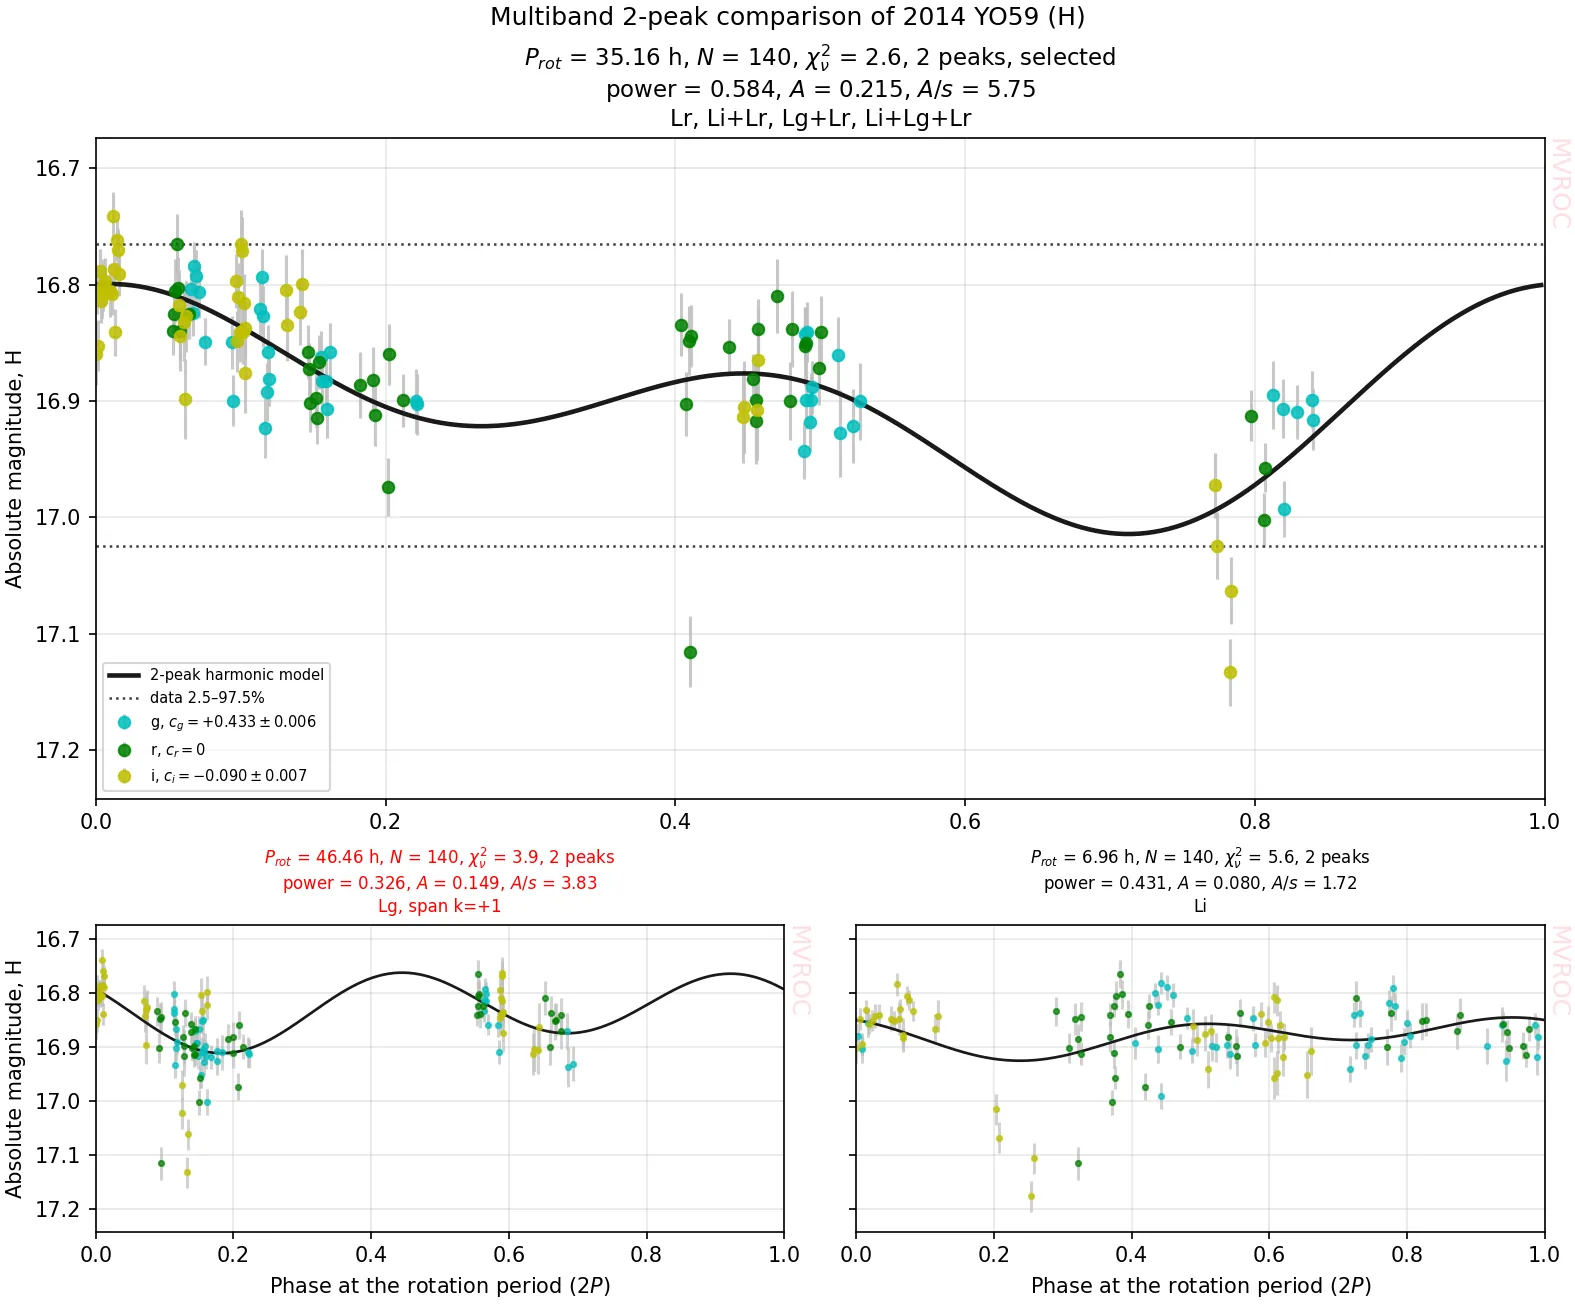 Multiband 2-peak comparison of 2014 YO59 (H)
P_rot = 35.16 h, N = 140, χ²_ν = 2.6, 2 peaks, selected
power = 0.584, A = 0.215, A/s = 5.75
Lr, Li+Lr, Lg+Lr, Li+Lg+Lr
MVROC
Absolute magnitude, H
16.7
16.8
16.9
17.0
17.1
17.2
2-peak harmonic model
data 2.5–97.5%
g, c_g = +0.433 ± 0.006
r, c_r = 0
i, c_i = −0.090 ± 0.007
0.0 0.2 0.4 0.6 0.8 1.0
P_rot = 46.46 h, N = 140, χ²_ν = 3.9, 2 peaks
power = 0.326, A = 0.149, A/s = 3.83
Lg, span k=+1
MVROC
Absolute magnitude, H
16.7
16.8
16.9
17.0
17.1
17.2
0.0 0.2 0.4 0.6 0.8 1.0
Phase at the rotation period (2P)
P_rot = 6.96 h, N = 140, χ²_ν = 5.6, 2 peaks
power = 0.431, A = 0.080, A/s = 1.72
Li
MVROC
0.0 0.2 0.4 0.6 0.8 1.0
Phase at the rotation period (2P)